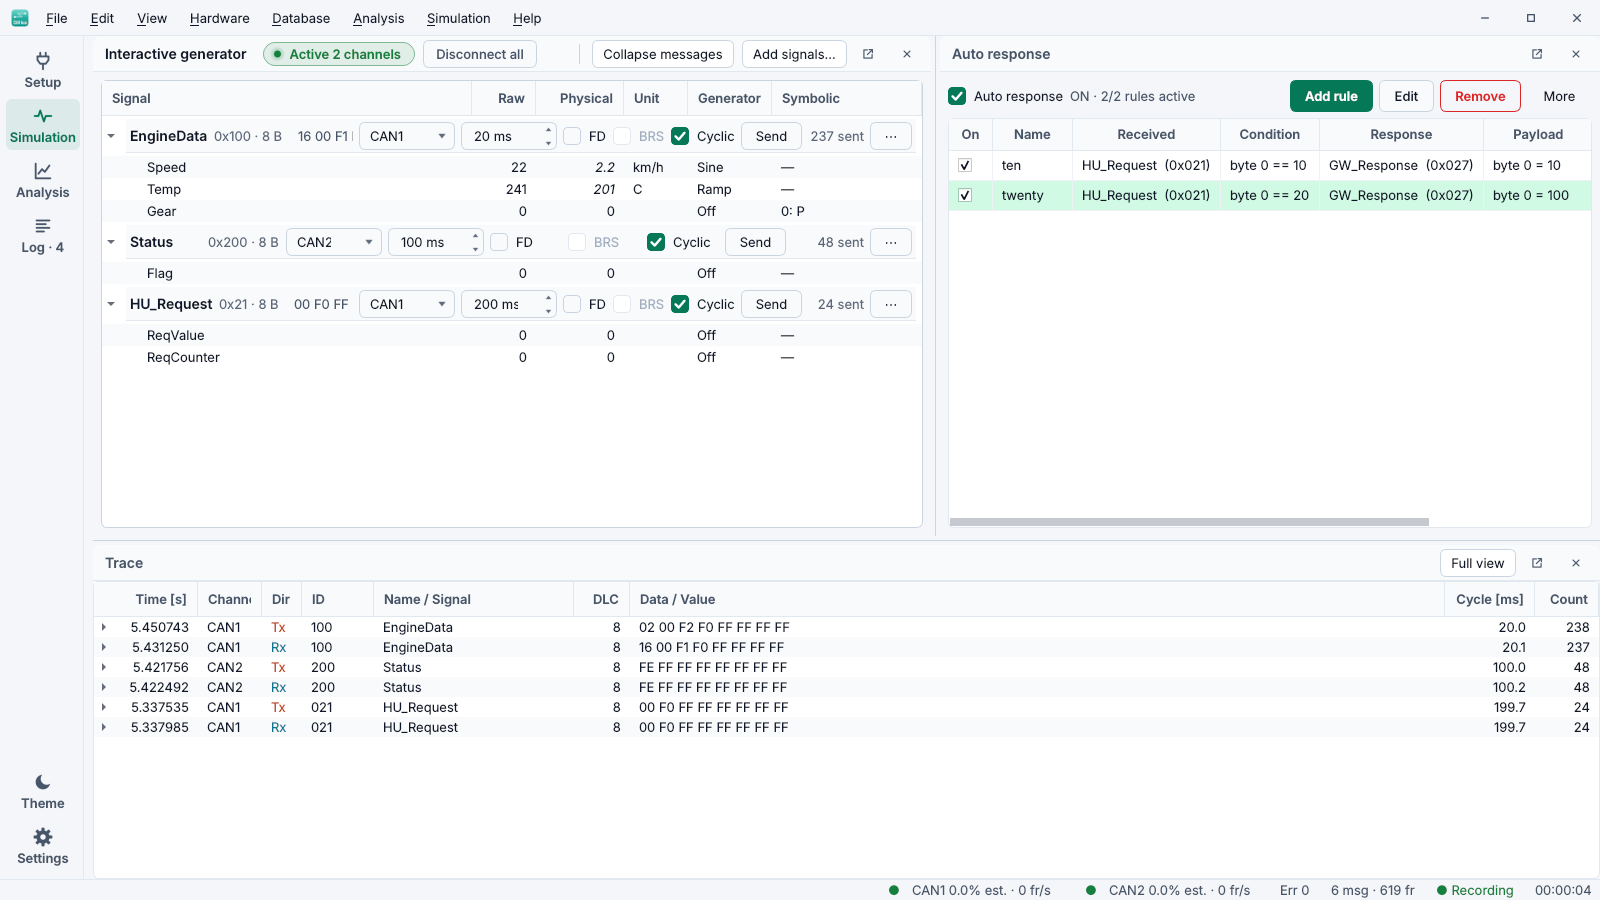 File Edit View Hardware Database Analysis Simulation Help
Setup
Simulation
Analysis
Log · 4
Theme
Settings
Interactive generator Active 2 channels Disconnect all Collapse messages Add signals...
Signal Raw Physical Unit Generator Symbolic
EngineData 0x100 · 8 B 16 00 F1 CAN1 20 ms FD BRS Cyclic Send 237 sent ...
Speed 22 2.2 km/h Sine —
Temp 241 201 C Ramp —
Gear 0 0 Off 0: P
Status 0x200 · 8 B CAN2 100 ms FD BRS Cyclic Send 48 sent ...
Flag 0 0 Off —
HU_Request 0x21 · 8 B 00 F0 FF CAN1 200 ms FD BRS Cyclic Send 24 sent ...
ReqValue 0 0 Off —
ReqCounter 0 0 Off —
Auto response
Auto response ON · 2/2 rules active Add rule Edit Remove More
On Name Received Condition Response Payload
ten HU_Request (0x021) byte 0 == 10 GW_Response (0x027) byte 0 = 10
twenty HU_Request (0x021) byte 0 == 20 GW_Response (0x027) byte 0 = 100
Trace Full view
Time [s] Channe Dir ID Name / Signal DLC Data / Value Cycle [ms] Count
5.450743 CAN1 Tx 100 EngineData 8 02 00 F2 F0 FF FF FF FF 20.0 238
5.431250 CAN1 Rx 100 EngineData 8 16 00 F1 F0 FF FF FF FF 20.1 237
5.421756 CAN2 Tx 200 Status 8 FE FF FF FF FF FF FF FF 100.0 48
5.422492 CAN2 Rx 200 Status 8 FE FF FF FF FF FF FF FF 100.2 48
5.337535 CAN1 Tx 021 HU_Request 8 00 F0 FF FF FF FF FF FF 199.7 24
5.337985 CAN1 Rx 021 HU_Request 8 00 F0 FF FF FF FF FF FF 199.7 24
CAN1 0.0% est. · 0 fr/s CAN2 0.0% est. · 0 fr/s Err 0 6 msg · 619 fr Recording 00:00:04